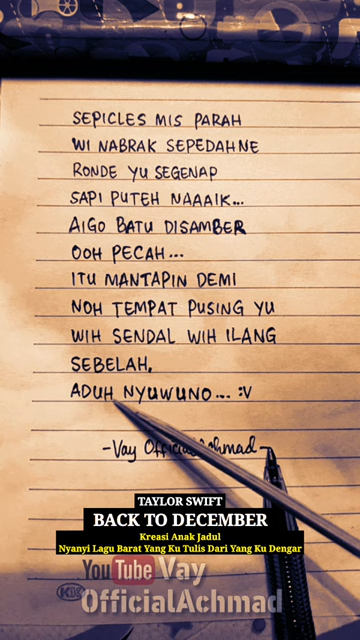 SEPICLES MIS PARAH
WI NABRAK SEPEDAHNE
RONDE YU SEGENAP
SAPI PUTEH NAAAIK...
AIGO BATU DISAMBER
OOH PECAH...
ITU MANTAPIN DEMI
NOH TEMPAT PUSING YU
WIH SENDAL WIH ILANG
SEBELAH,
ADUH NYUWUNO... :V
-Vay Official Achmad-
TAYLOR SWIFT
BACK TO DECEMBER
Kreasi Anak Jadul
Nyanyi Lagu Barat Yang Ku Tulis Dari Yang Ku Dengar
YouTube Vay
OfficialAchmad